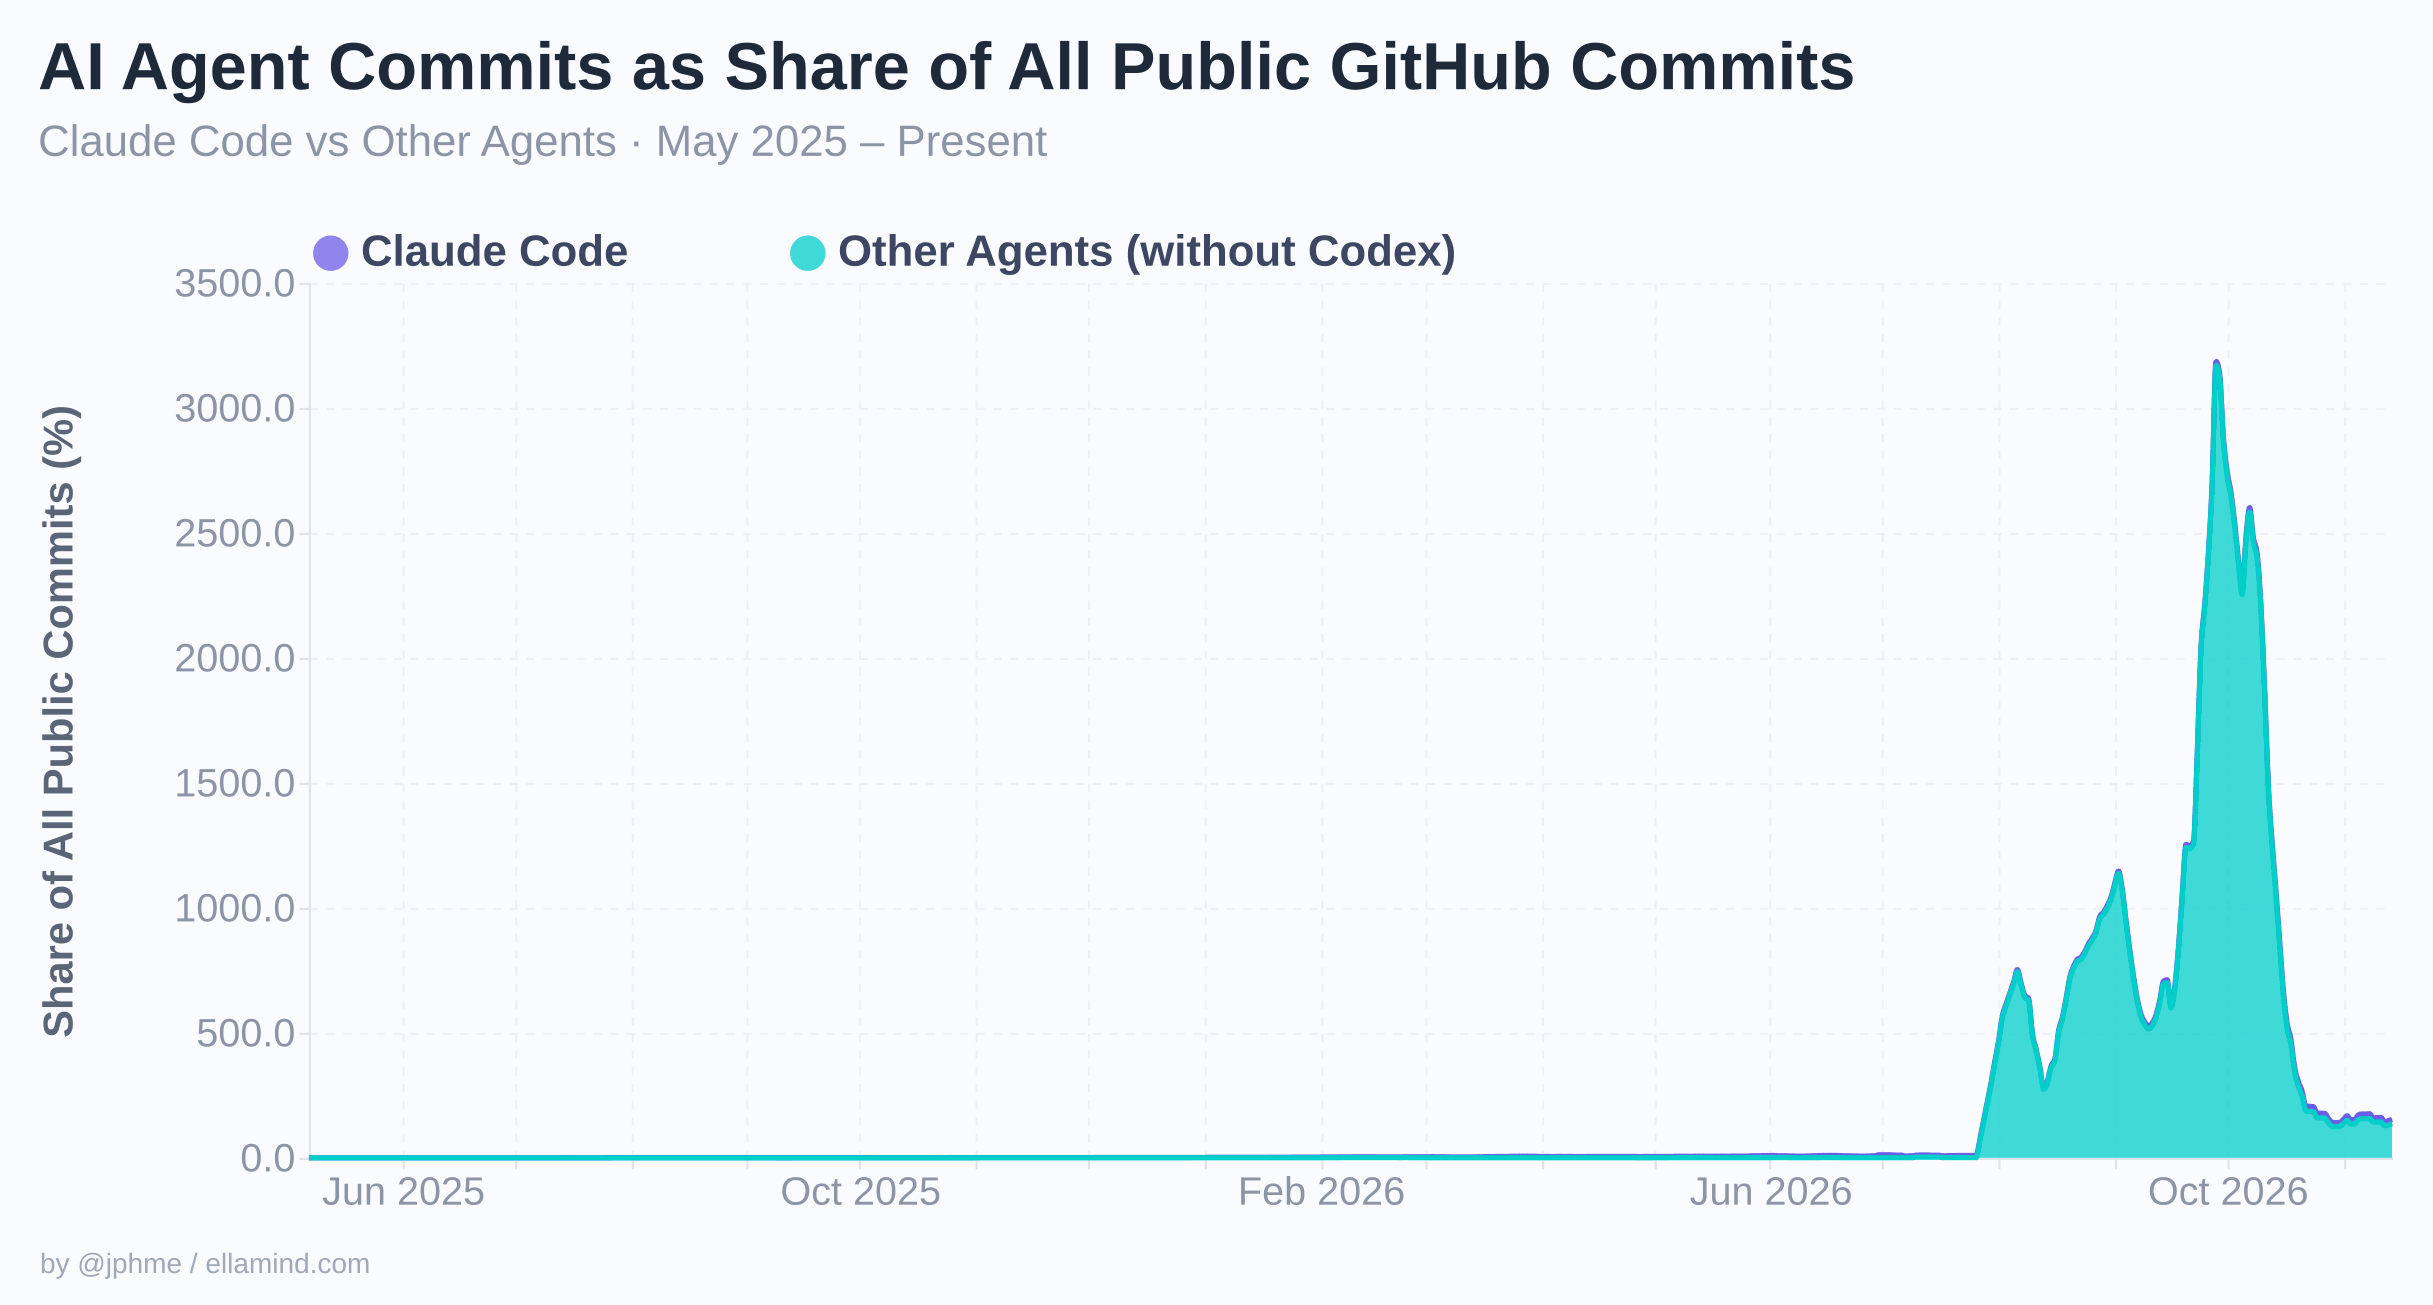 AI Agent Commits as Share of All Public GitHub Commits
Claude Code vs Other Agents · May 2025 – Present
Claude Code
Other Agents (without Codex)
Share of All Public Commits (%)
3500.0
3000.0
2500.0
2000.0
1500.0
1000.0
500.0
0.0
Jun 2025
Oct 2025
Feb 2026
Jun 2026
Oct 2026
by @jphme / ellamind.com